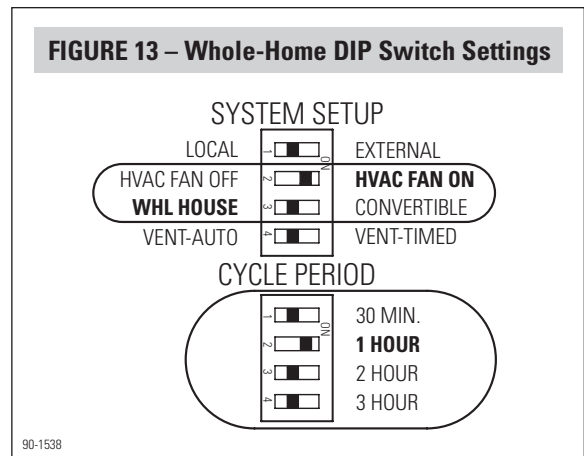 FIGURE 13 – Whole-Home DIP Switch Settings
SYSTEM SETUP
LOCAL 1 ON EXTERNAL
HVAC FAN OFF 2 HVAC FAN ON
WHL HOUSE 3 CONVERTIBLE
VENT-AUTO 4 VENT-TIMED
CYCLE PERIOD
1 ON 30 MIN.
2 1 HOUR
3 2 HOUR
4 3 HOUR
90-1538